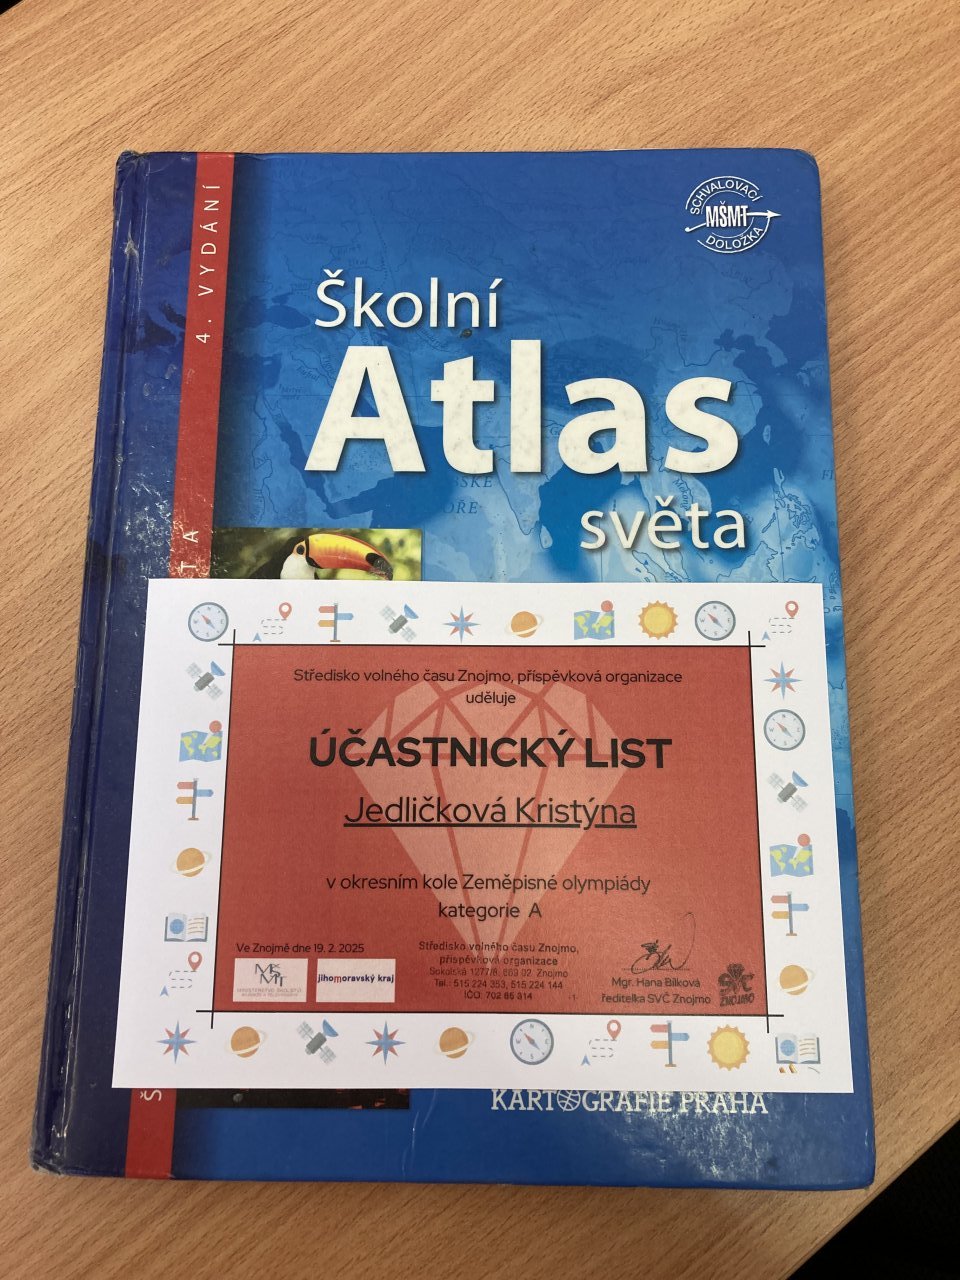 4. VYDÁNÍ
SCHVALOVACÍ
MŠMT
DOLOŽKA
Školní
Atlas
světa
Středisko volného času Znojmo, příspěvková organizace
uděluje
ÚČASTNICKÝ LIST
Jedličková Kristýna
v okresním kole Zeměpisné olympiády
kategorie A
Ve Znojmě dne 19. 2. 2025
jihomoravský kraj
Středisko volného času Znojmo,
příspěvková organizace
Sokolská 1277/8, 669 02 Znojmo
Tel.: 515 224 353, 515 224 144
IČO: 702 85 314 -1-
Mgr. Hana Bílková
ředitelka SVČ Znojmo
SVČ
ZNOJMO
KARTOGRAFIE PRAHA